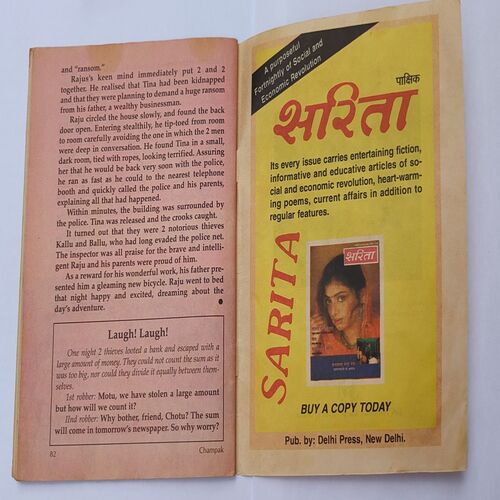 and "ransom."
Rajus's keen mind immediately put 2 and 2
together. He realised that Tina had been kidnapped
and that they were planning to demand a huge ransom
from his father, a wealthy businessman.
Raju circled the house slowly, and found the back
door open. Entering stealthily, he tip-toed from room
to room carefully avoiding the one in which the 2 men
were deep in conversation. He found Tina in a small,
dark room, tied with ropes, looking terrified. Assuring
her that he would be back very soon with the police,
he ran as fast as he could to the nearest telephone
booth and quickly called the police and his parents,
explaining all that had happened.
Within minutes, the building was surrounded by
the police. Tina was released and the crooks caught.
It turned out that they were 2 notorious thieves
Kallu and Ballu, who had long evaded the police net.
The inspector was all praise for the brave and intelli-
gent Raju and his parents were proud of him.
As a reward for his wonderful work, his father pre-
sented him a gleaming new bicycle. Raju went to bed
that night happy and excited, dreaming about the
day's adventure.
Laugh! Laugh!
One night 2 thieves looted a bank and escaped with a
large amount of money. They could not count the sum as it
was too big, nor could they divide it equally between them-
selves.
1st robber: Motu, we have stolen a large amount
but how will we count it?
IInd robber: Why bother, friend, Chotu? The sum
will come in tomorrow's newspaper. So why worry?
82
Champak
A purposeful
Fortnightly of Social and
Economic Revolution
पाक्षिक
सरिता
Its every issue carries entertaining fiction,
informative and educative articles of so-
cial and economic revolution, heart-warm-
ing poems, current affairs in addition to
regular features.
SARITA
सरिता
BUY A COPY TODAY
Pub. by: Delhi Press, New Delhi.